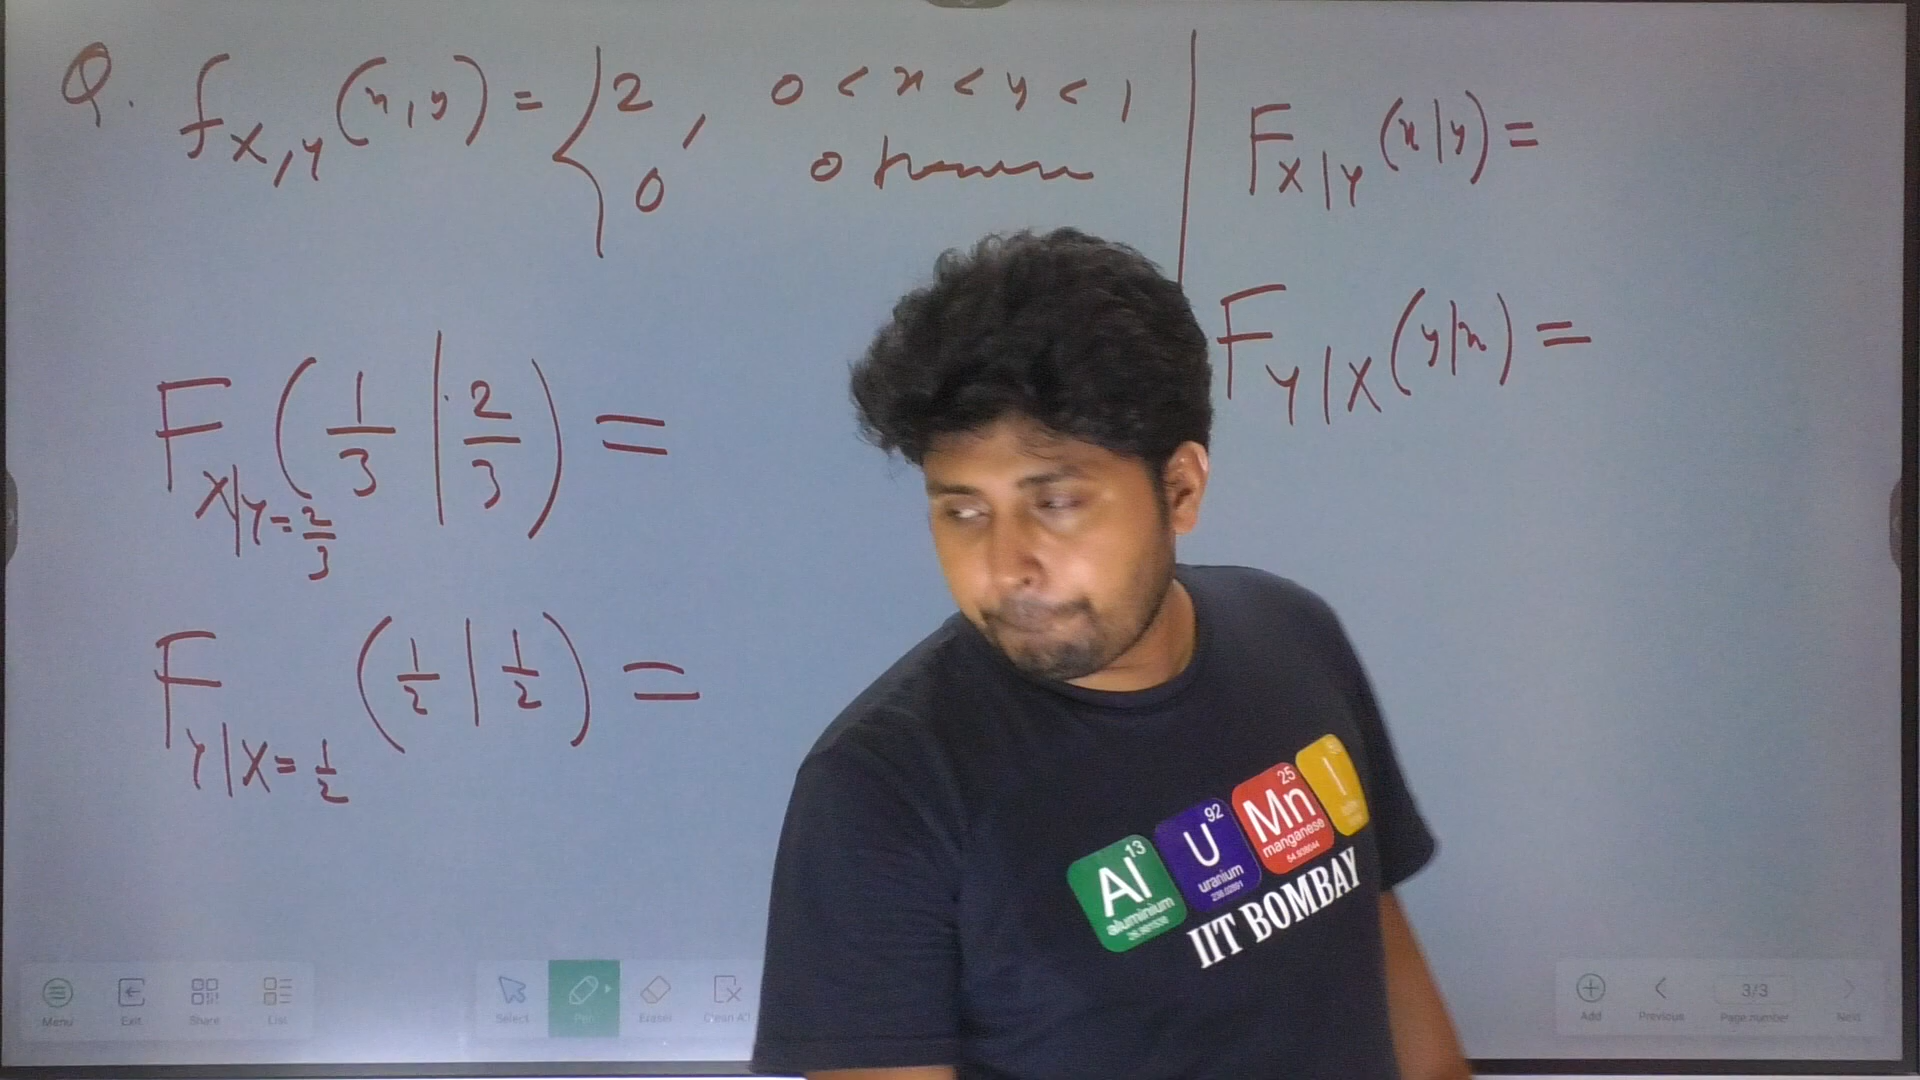 Q. f_{X,Y}(x,y) = { 2, 0 < x < y < 1
0 otherwise
F_{X|Y}(x|y) =
F_{Y|X}(y|x) =
F_{X|Y=2/3}(1/3 | 2/3) =
F_{Y|X=1/2}(1/2 | 1/2) =
13 Al aluminium
92 U uranium
25 Mn manganese 54.938044
I
IIT BOMBAY
Menu Exit Share List Select Pen Eraser Clean All Add Previous 3/3 Page number Next